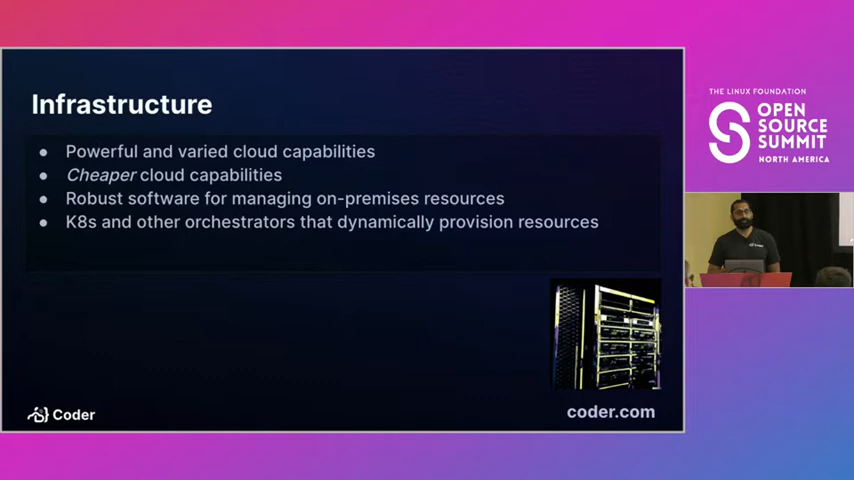 Infrastructure
● Powerful and varied cloud capabilities
● Cheaper cloud capabilities
● Robust software for managing on-premises resources
● K8s and other orchestrators that dynamically provision resources
Coder
coder.com
THE LINUX FOUNDATION
OPEN
SOURCE
SUMMIT
NORTH AMERICA